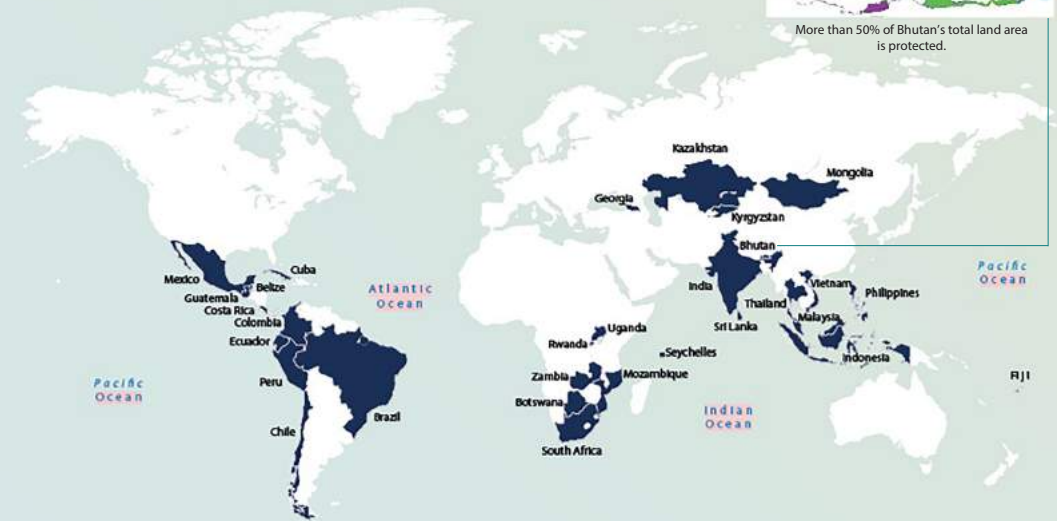 More than 50% of Bhutan's total land area
is protected.
Kazakhstan
Mongolia
Georgia
Kyrgyzstan
Bhutan
Pacific
Ocean
Mexico
Cuba
Belize
Guatemala
Costa Rica
Colombia
Ecuador
Atlantic
Ocean
India
Vietnam
Philippines
Thailand
Malaysia
Sri Lanka
Indonesia
Uganda
Rwanda
Seychelles
Zambia
Mozambique
Botswana
South Africa
Fiji
Pacific
Ocean
Peru
Brazil
Chile
Indian
Ocean